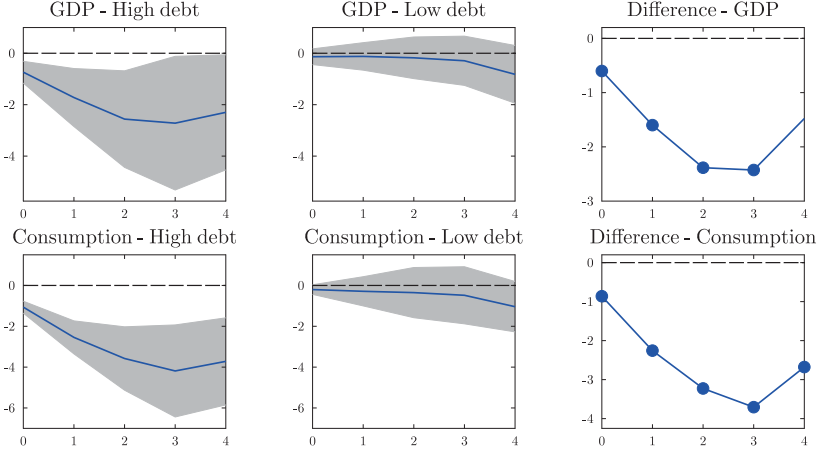 GDP - High debt
GDP - Low debt
Difference - GDP
0
-2
-4
0 1 2 3 4
0
-2
-4
0 1 2 3 4
0
-1
-2
-3
0 1 2 3 4
Consumption - High debt
Consumption - Low debt
Difference - Consumption
0
-2
-4
-6
0 1 2 3 4
0
-2
-4
-6
0 1 2 3 4
0
-1
-2
-3
-4
0 1 2 3 4